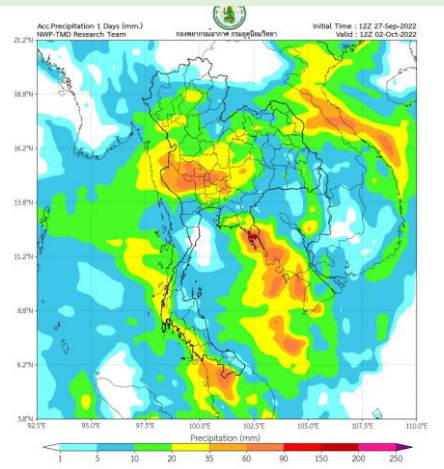 Acc.Precipitation 1 Days (mm.)
NWP-TMD Research Team
กองพยากรณ์อากาศ กรมอุตุนิยมวิทยา
Initial Time : 12Z 27-Sep-2022
Valid : 12Z 02-Oct-2022
21.2°N
18.8°N
16.2°N
13.8°N
11.2°N
8.8°N
6.2°N
3.8°N
92.5°E 95.0°E 97.5°E 100.0°E 102.5°E 105.0°E 107.5°E 110.0°E
Precipitation (mm)
1 5 10 20 35 60 90 150 200 250